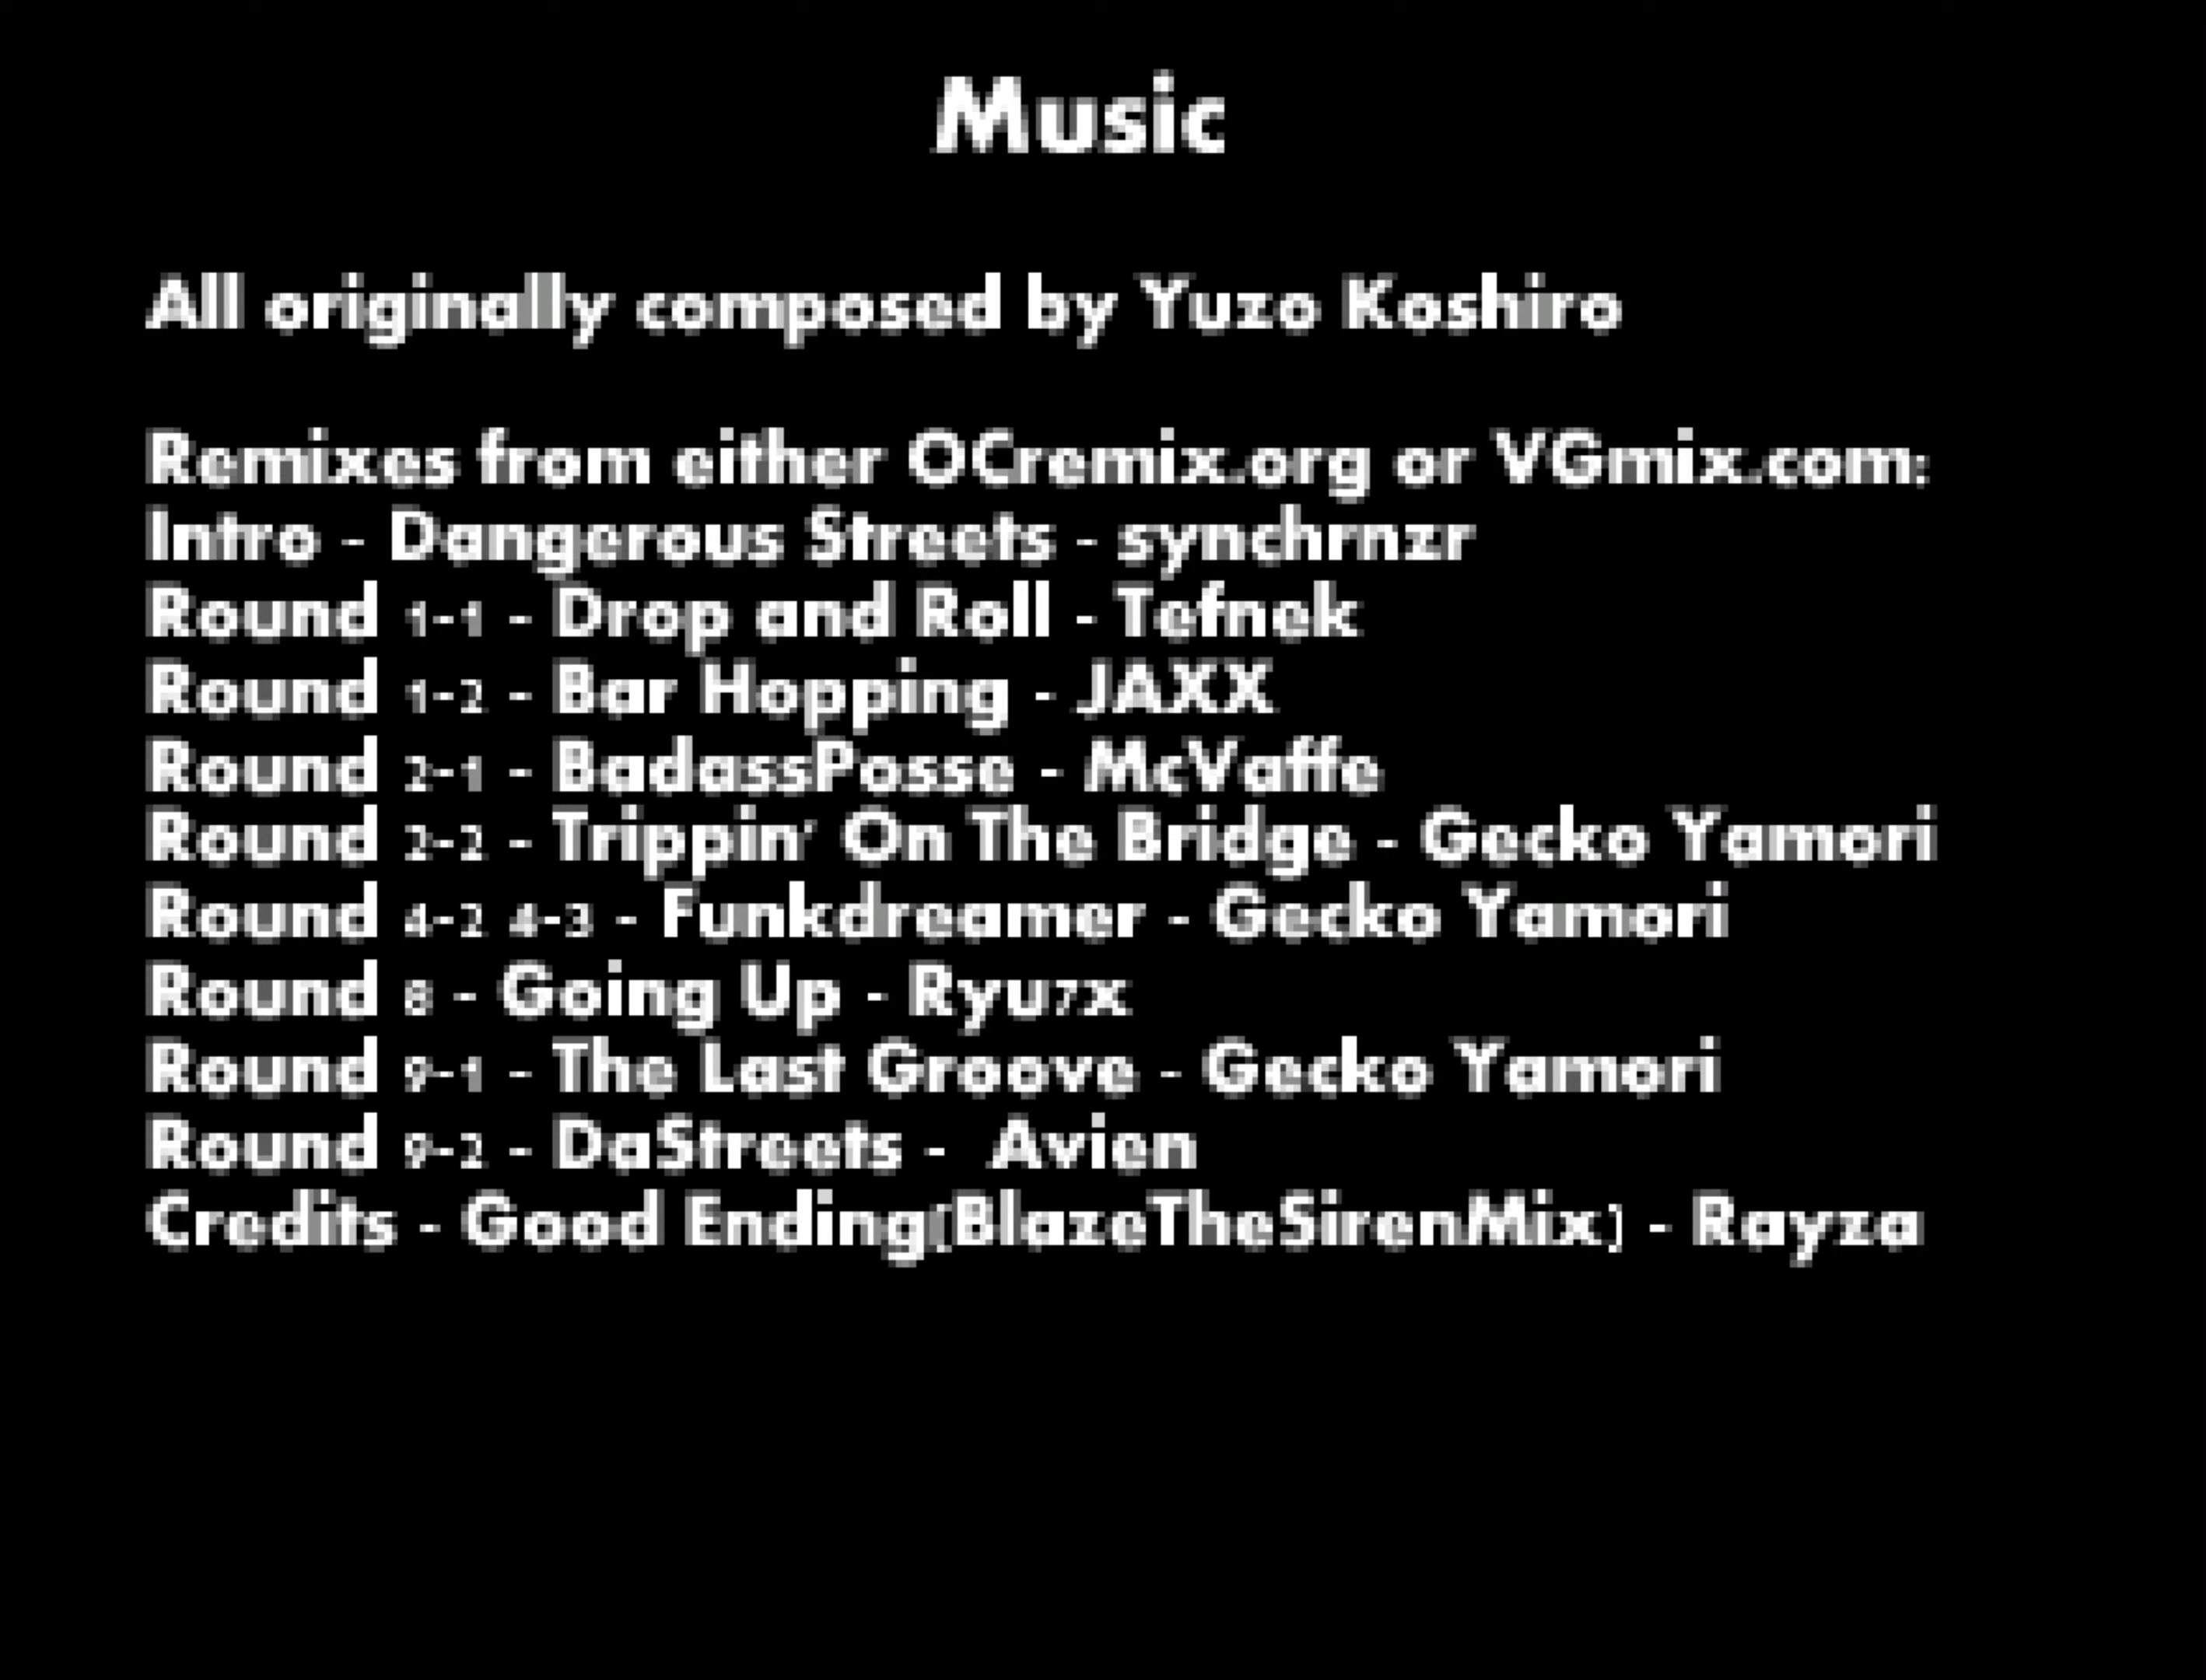 Music
All originally composed by Yuzo Koshiro
Remixes from either OCremix.org or VGmix.com:
Intro - Dangerous Streets - synchrnzr
Round 1-1 - Drop and Roll - Tefnek
Round 1-2 - Bar Hopping - JAXX
Round 2-1 - BadassPosse - McVaffe
Round 2-2 - Trippin' On The Bridge - Gecko Yamori
Round 4-2 4-3 - Funkdreamer - Gecko Yamori
Round 8 - Going Up - Ryu7x
Round 9-1 - The Last Groove - Gecko Yamori
Round 9-2 - DaStreets -  Avien
Credits - Good Ending(BlazeTheSirenMix) - Rayza